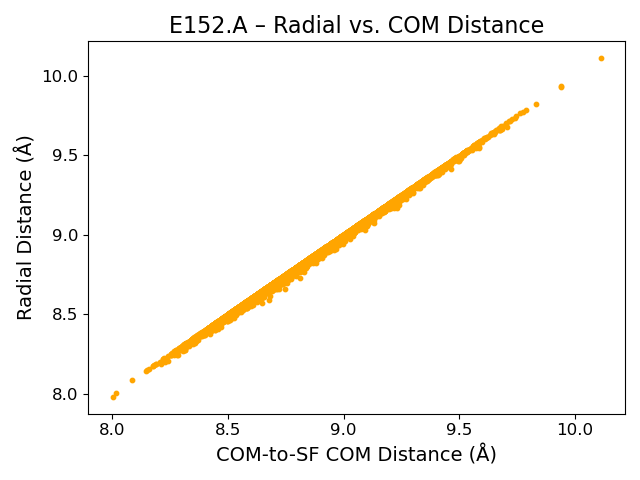 E152.A – Radial vs. COM Distance
Radial Distance (Å)
10.0
9.5
9.0
8.5
8.0
8.0 8.5 9.0 9.5 10.0
COM-to-SF COM Distance (Å)